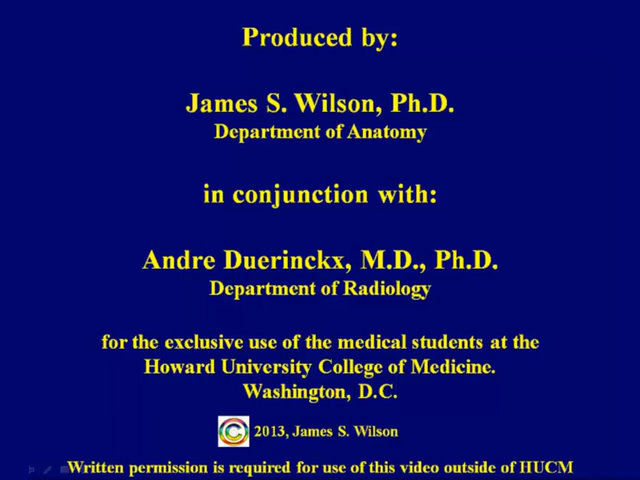 Produced by:
James S. Wilson, Ph.D.
Department of Anatomy
in conjunction with:
Andre Duerinckx, M.D., Ph.D.
Department of Radiology
for the exclusive use of the medical students at the
Howard University College of Medicine.
Washington, D.C.
© 2013, James S. Wilson
Written permission is required for use of this video outside of HUCM